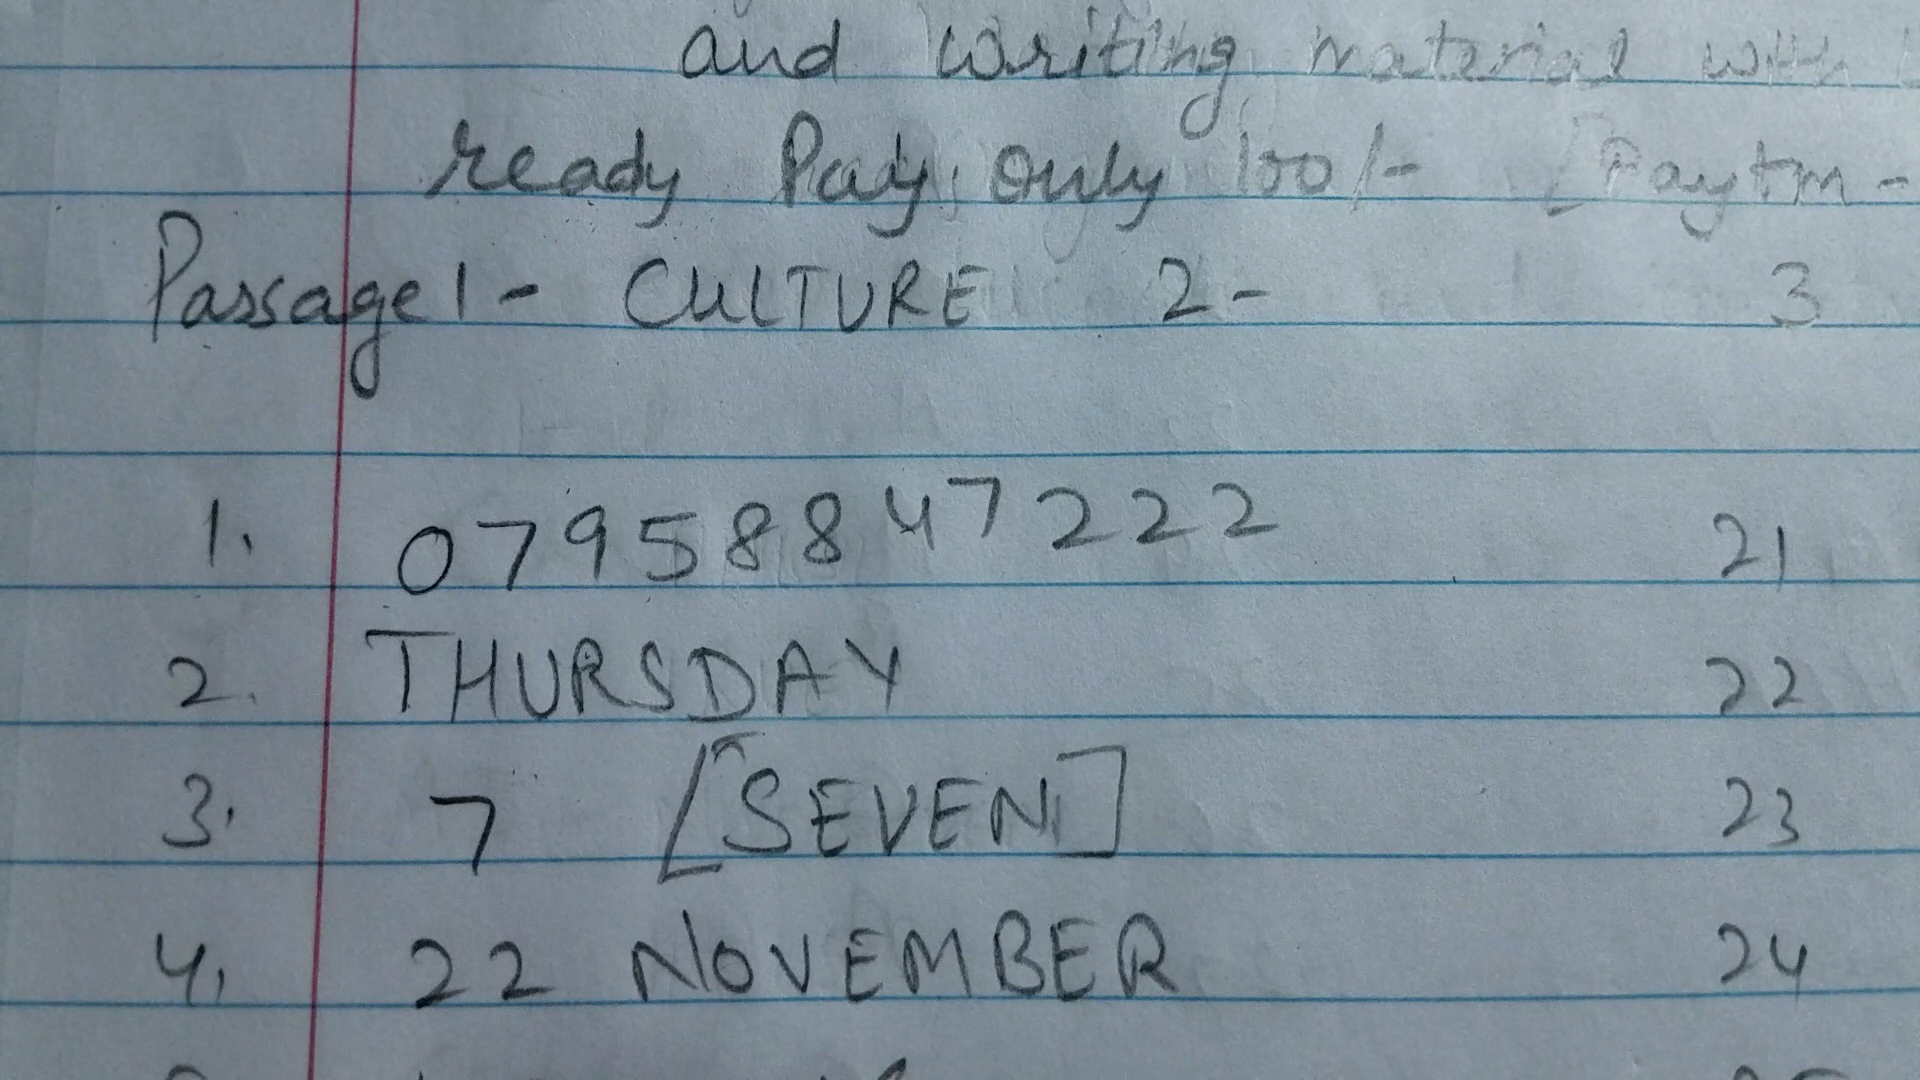 and writing material with
ready Pady. Only 100/- [Paytm -
Passage 1 - CULTURE 2- 3
1. 07958847222 21
2. THURSDAY 22
3. 7 [SEVEN] 23
4. 22 NOVEMBER 24